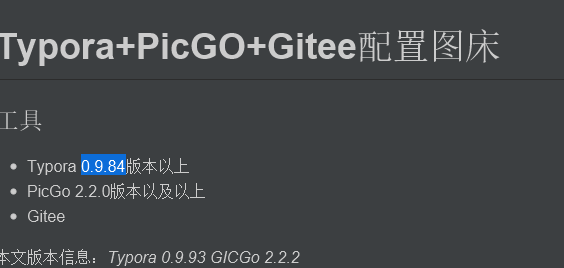 Typora+PicGO+Gitee配置图床
工具
Typora 0.9.84版本以上
PicGo 2.2.0版本以及以上
Gitee
本文版本信息：Typora 0.9.93 GICGo 2.2.2